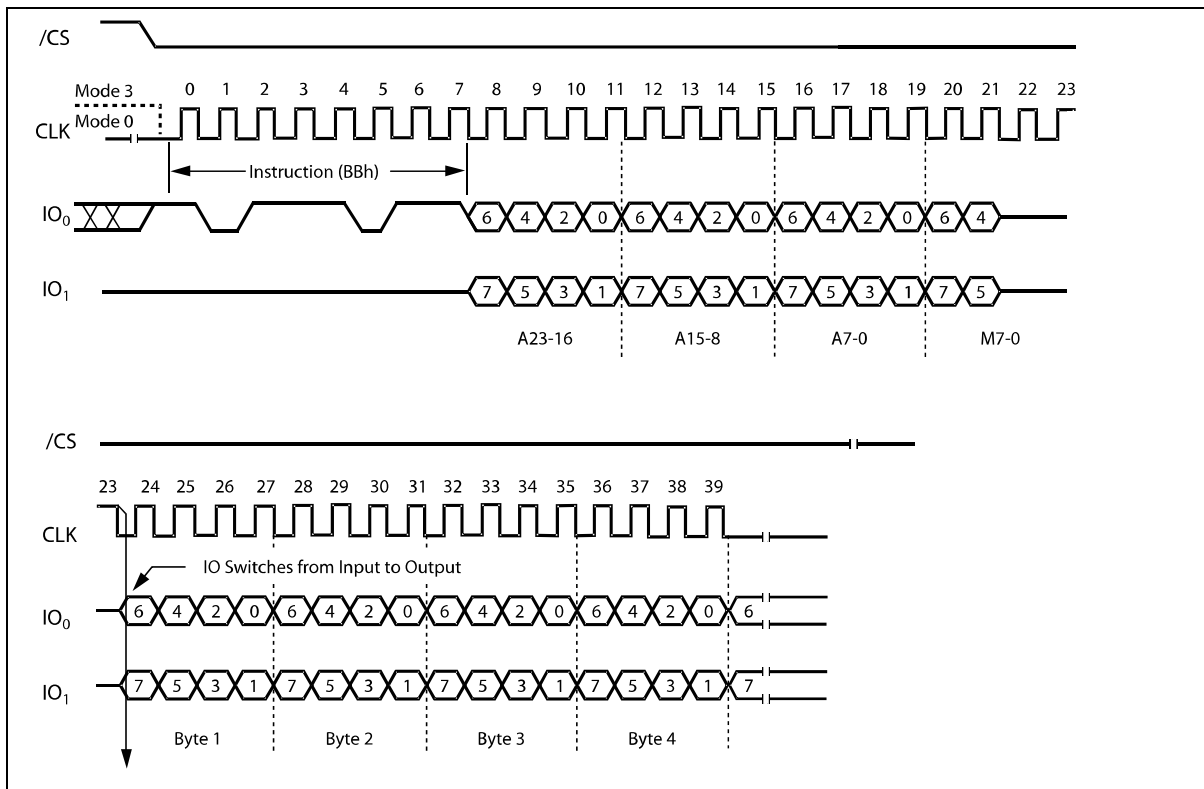 /CS
Mode 3
0 1 2 3 4 5 6 7 8 9 10 11 12 13 14 15 16 17 18 19 20 21 22 23
Mode 0
CLK
Instruction (BBh)
IO0 6 4 2 0 6 4 2 0 6 4 2 0 6 4
IO1 7 5 3 1 7 5 3 1 7 5 3 1 7 5
A23-16 A15-8 A7-0 M7-0
/CS
23 24 25 26 27 28 29 30 31 32 33 34 35 36 37 38 39
CLK
IO Switches from Input to Output
IO0 6 4 2 0 6 4 2 0 6 4 2 0 6 4 2 0 6
IO1 7 5 3 1 7 5 3 1 7 5 3 1 7 5 3 1 7
Byte 1 Byte 2 Byte 3 Byte 4